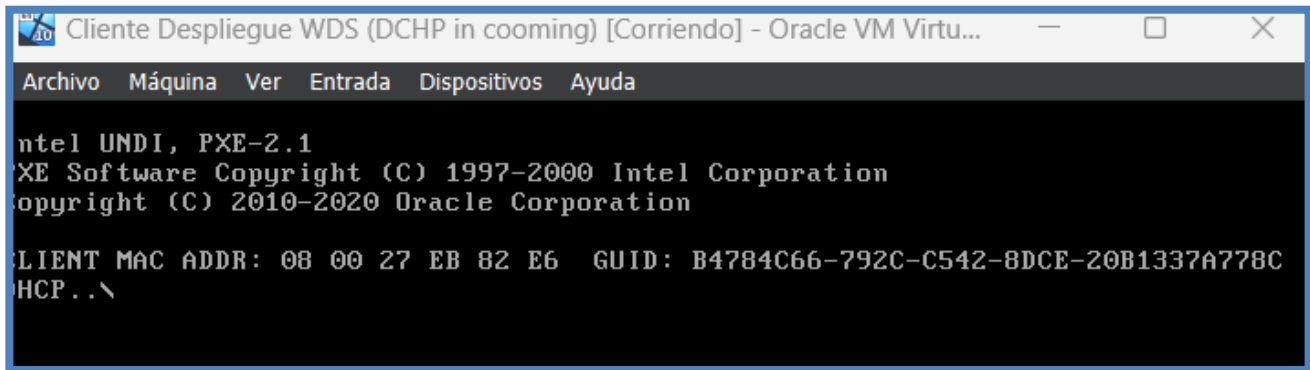 Cliente Despliegue WDS (DCHP in cooming) [Corriendo] - Oracle VM Virtu...
Archivo Máquina Ver Entrada Dispositivos Ayuda
ntel UNDI, PXE-2.1
XE Software Copyright (C) 1997-2000 Intel Corporation
opyright (C) 2010-2020 Oracle Corporation
LIENT MAC ADDR: 08 00 27 EB 82 E6 GUID: B4784C66-792C-C542-8DCE-20B1337A778C
HCP..\